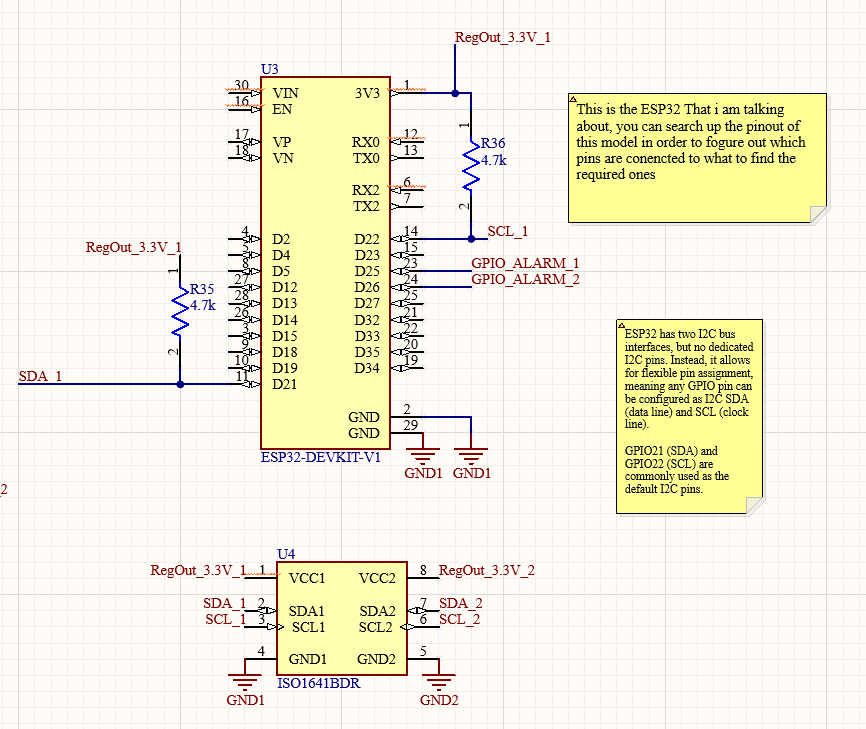 RegOut_3.3V_1
U3
30 VIN 3V3 1
16 EN
17 VP RX0 12
18 VN TX0 13
RX2 6
TX2 7
1
R36
4.7k
2
SCL_1
4 D2 D22 14
5 D4 D23 15
8 D5 D25 23 GPIO_ALARM_1
27 D12 D26 24 GPIO_ALARM_2
28 D13 D27 25
26 D14 D32 21
3 D15 D33 22
9 D18 D35 20
10 D19 D34 19
11 D21
GND 2
GND 29
ESP32-DEVKIT-V1
GND1 GND1
RegOut_3.3V_1
1
R35
4.7k
2
SDA_1
_2
This is the ESP32 That i am talking
about, you can search up the pinout of
this model in order to fogure out which
pins are conencted to what to find the
required ones
ESP32 has two I2C bus
interfaces, but no dedicated
I2C pins. Instead, it allows
for flexible pin assignment,
meaning any GPIO pin can
be configured as I2C SDA
(data line) and SCL (clock
line).
GPIO21 (SDA) and
GPIO22 (SCL) are
commonly used as the
default I2C pins.
U4
RegOut_3.3V_1 1 VCC1 VCC2 8 RegOut_3.3V_2
SDA_1 2 SDA1 SDA2 7 SDA_2
SCL_1 3 SCL1 SCL2 6 SCL_2
4 GND1 GND2 5
ISO1641BDR
GND1 GND2